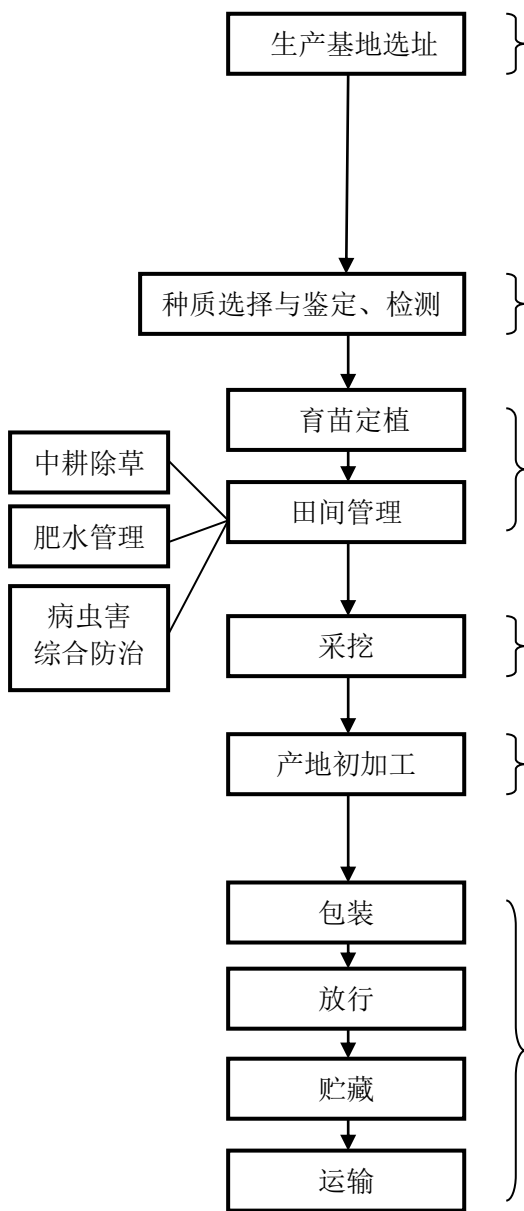 生产基地选址
种质选择与鉴定、检测
育苗定植
中耕除草
田间管理
肥水管理
病虫害
综合防治
采挖
产地初加工
包装
放行
贮藏
运输